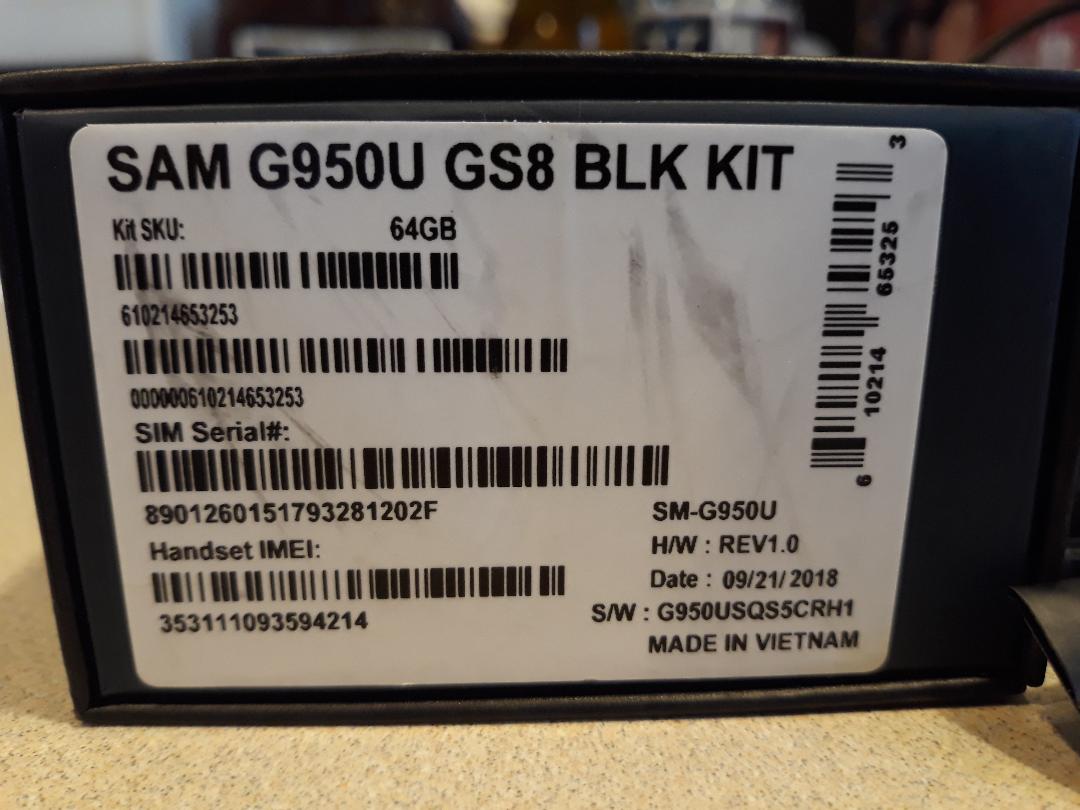 SAM G950U GS8 BLK KIT
Kit SKU: 64GB
610214653253
000000610214653253
SIM Serial#:
8901260151793281202F
Handset IMEI:
353111093594214
SM-G950U
H/W : REV1.0
Date : 09/21/2018
S/W : G950USQS5CRH1
MADE IN VIETNAM
6 10214 65325 3